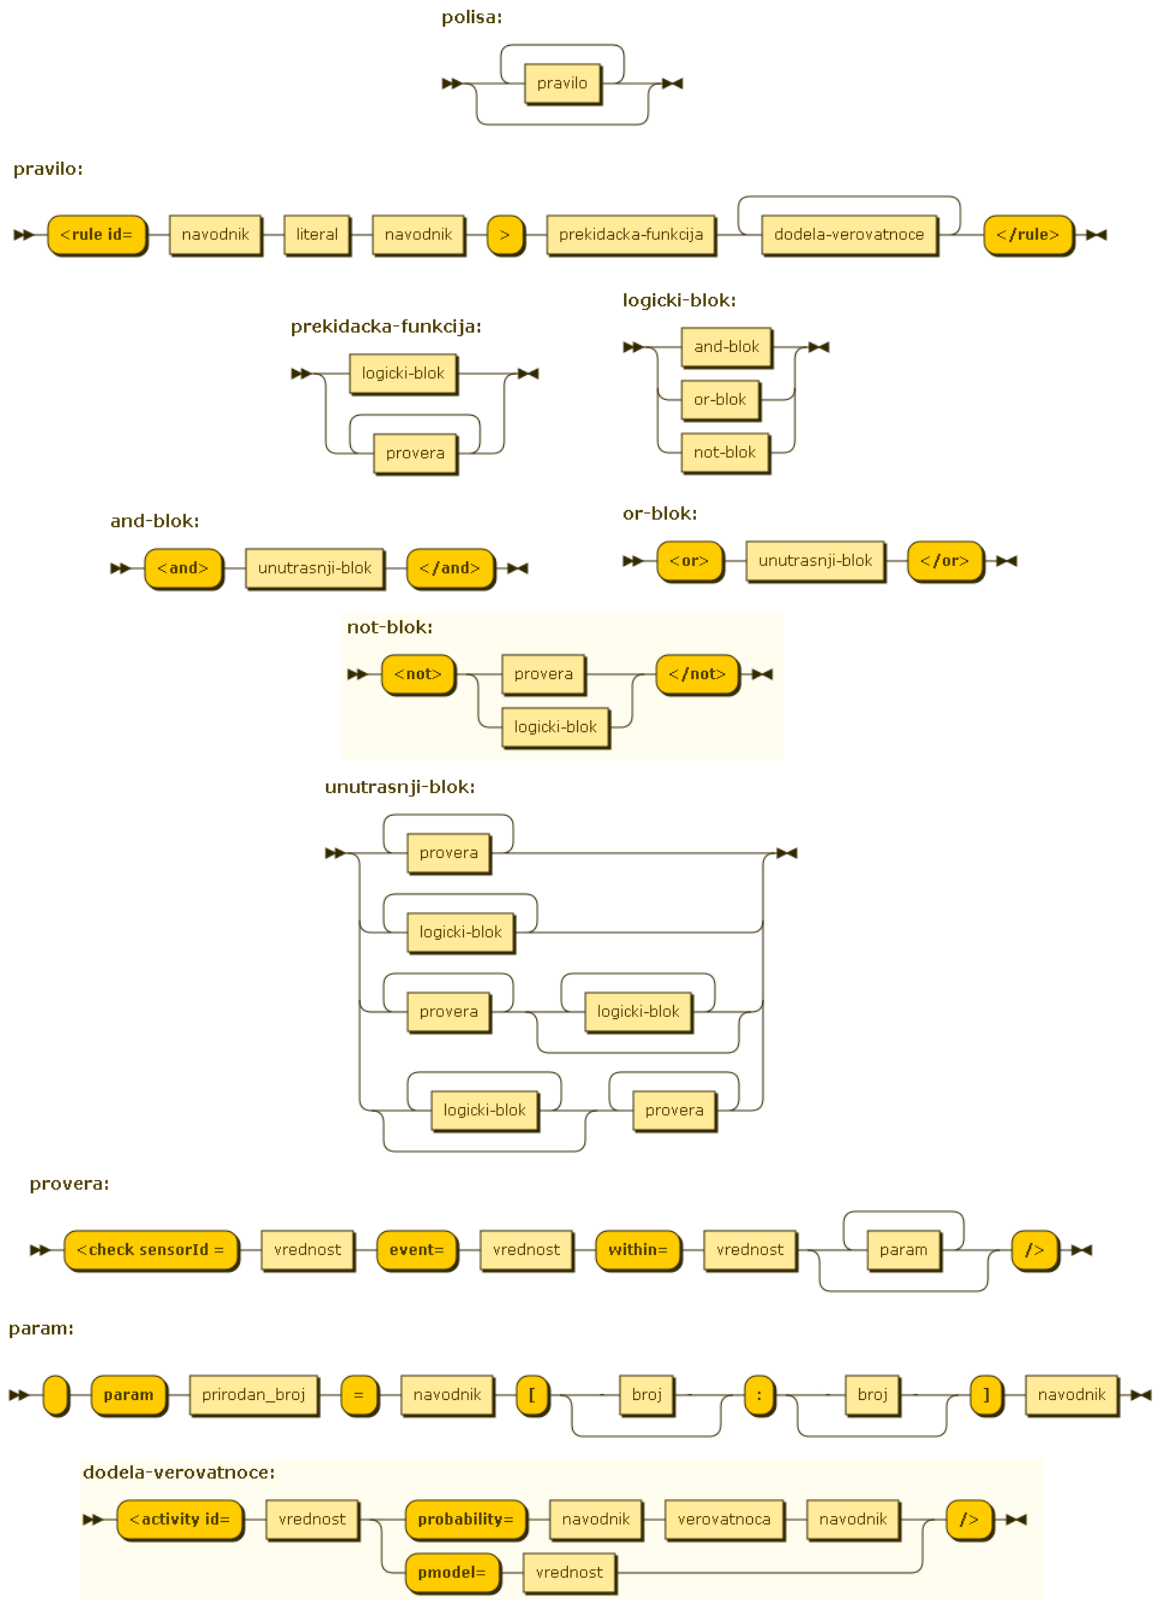 polisa:
pravilo
pravilo:
<rule id= navodnik literal navodnik > prekidacka-funkcija dodela-verovatnoce </rule>
prekidacka-funkcija:
logicki-blok
provera
logicki-blok:
and-blok
or-blok
not-blok
and-blok:
<and> unutrasnji-blok </and>
or-blok:
<or> unutrasnji-blok </or>
not-blok:
<not> provera </not>
logicki-blok
unutrasnji-blok:
provera
logicki-blok
provera logicki-blok
logicki-blok provera
provera:
<check sensorId = vrednost event= vrednost within= vrednost param />
param:
param prirodan_broj = navodnik [ broj : broj ] navodnik
dodela-verovatnoce:
<activity id= vrednost probability= navodnik verovatnoca navodnik />
pmodel= vrednost